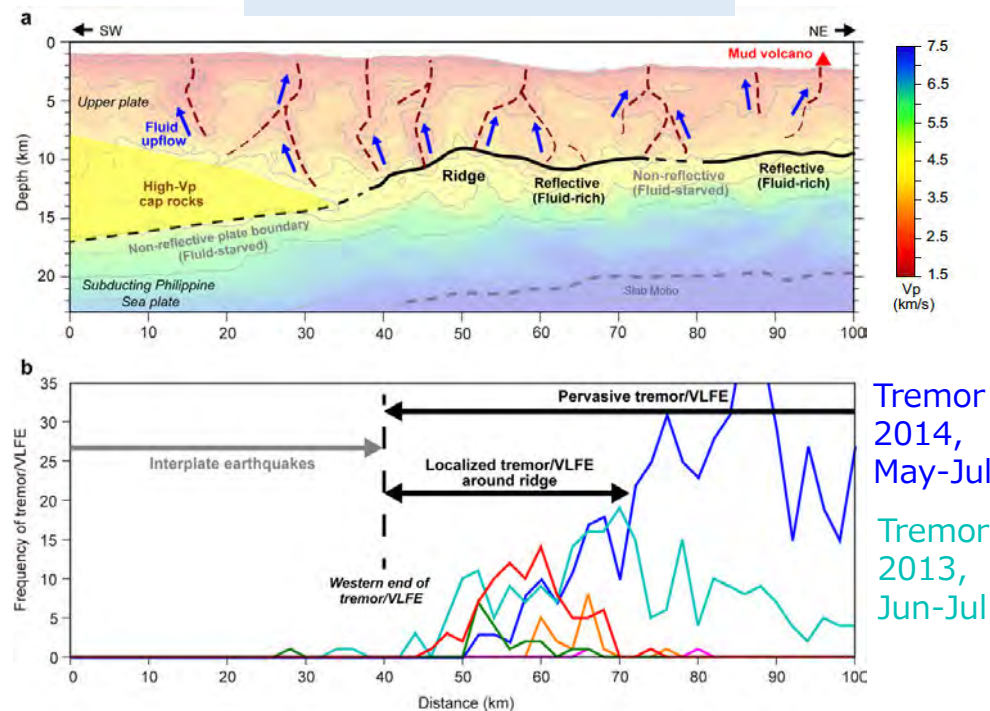 a
SW
NE
0
5
10
15
20
Depth (km)
Upper plate
Fluid
upflow
High-Vp
cap rocks
Non-reflective plate boundary
(Fluid-starved)
Subducting Philippine
Sea plate
Ridge
Reflective
(Fluid-rich)
Non-reflective
(Fluid-starved)
Reflective
(Fluid-rich)
Mud volcano
Slab Moho
0 10 20 30 40 50 60 70 80 90 100
7.5
6.5
5.5
4.5
3.5
2.5
1.5
Vp
(km/s)
b
35
30
25
20
15
10
5
0
Frequency of tremor/VLFE
Pervasive tremor/VLFE
Interplate earthquakes
Localized tremor/VLFE
around ridge
Western end of
tremor/VLFE
0 10 20 30 40 50 60 70 80 90 100
Distance (km)
Tremor
2014,
May-Jul
Tremor
2013,
Jun-Jul